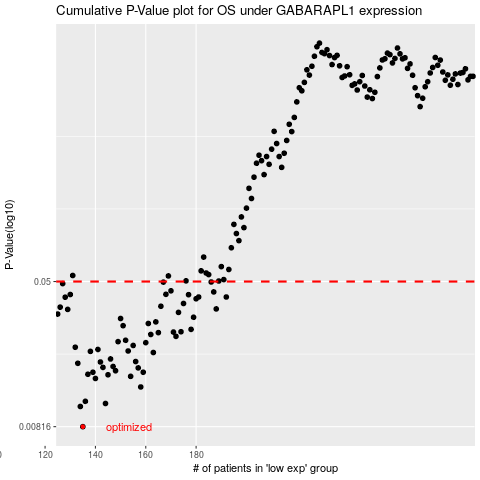 Cumulative P-Value plot for OS under GABARAPL1 expression
P-Value(log10)
0.05
0.00816
optimized
0 120 140 160 180
# of patients in 'low exp' group